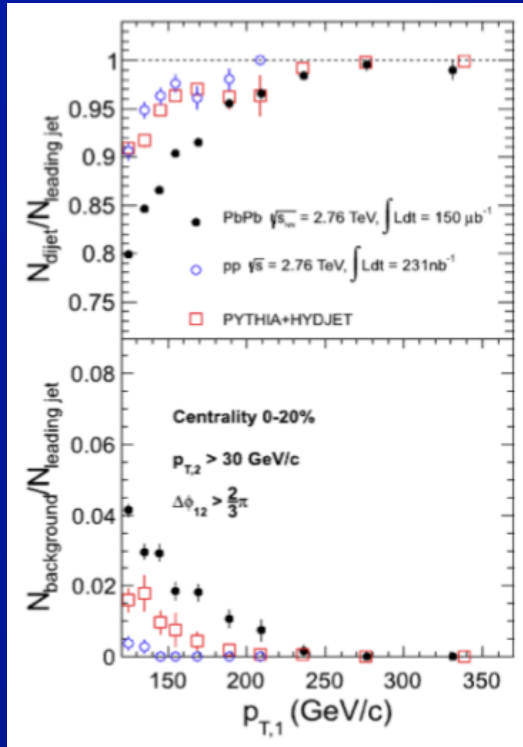 N_dijet/N_leading jet
1
0.95
0.9
0.85
0.8
0.75
PbPb √s_NN = 2.76 TeV, ∫Ldt = 150 μb⁻¹
pp √s = 2.76 TeV, ∫Ldt = 231nb⁻¹
PYTHIA+HYDJET
N_background/N_leading jet
0.08
0.06
0.04
0.02
0
Centrality 0-20%
p_T,2 > 30 GeV/c
Δϕ_12 > 2/3 π
150 200 250 300 350
p_T,1 (GeV/c)